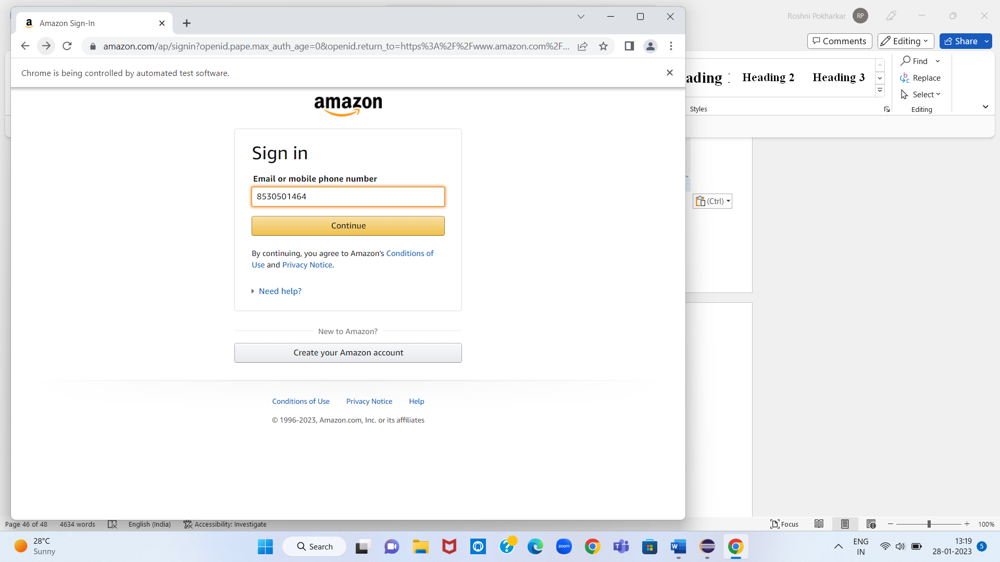 Amazon Sign-In
Roshni Pokharkar RP
amazon.com/ap/signin?openid.pape.max_auth_age=0&openid.return_to=https%3A%2F%2Fwww.amazon.com%2F...
Comments
Editing
Share
Chrome is being controlled by automated test software.
Heading 2
Heading 3
Find
Replace
Select
Styles
Editing
amazon
Sign in
Email or mobile phone number
8530501464
(Ctrl)
Continue
By continuing, you agree to Amazon's Conditions of
Use and Privacy Notice.
Need help?
New to Amazon?
Create your Amazon account
Conditions of Use Privacy Notice Help
© 1996-2023, Amazon.com, Inc. or its affiliates
Page 46 of 48 4634 words English (India) Accessibility: Investigate Focus 100%
28°C
Sunny
Search
zoom
ENG
IN
13:19
28-01-2023
5